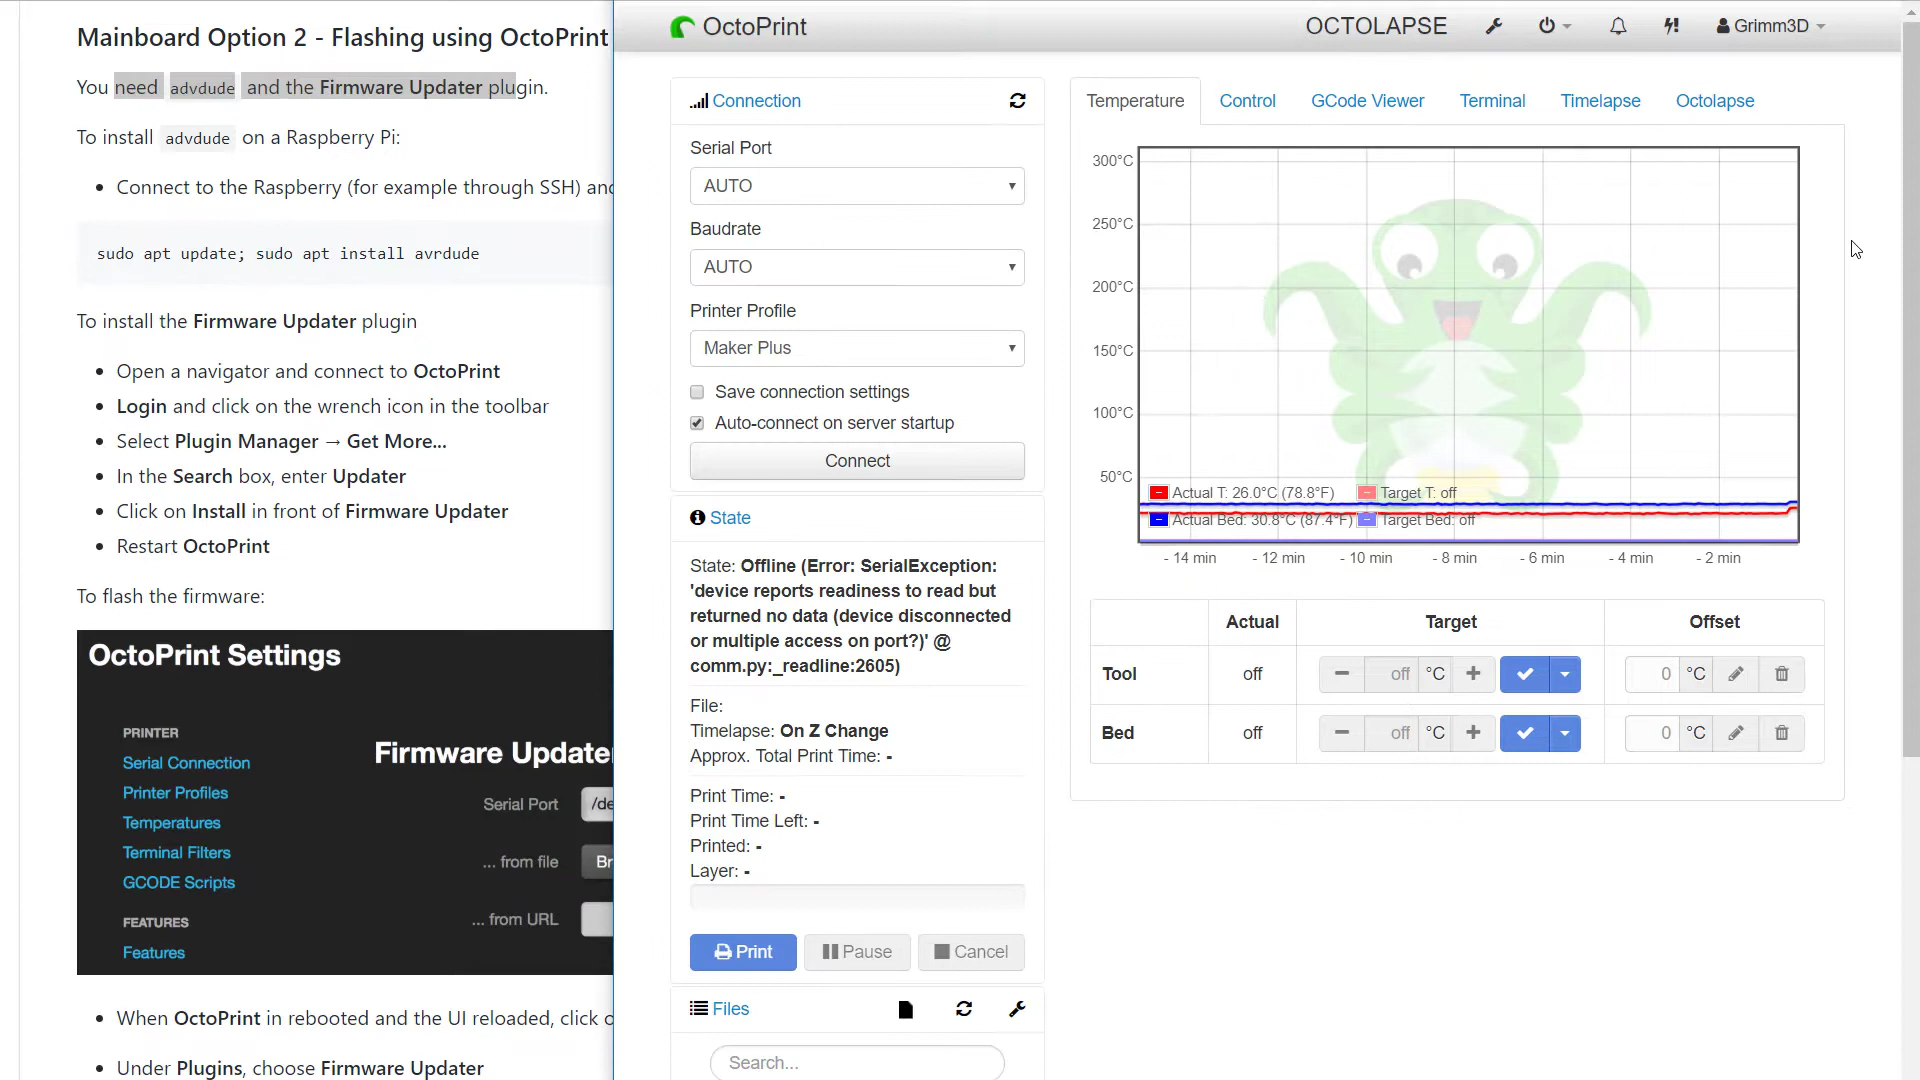 Mainboard Option 2 - Flashing using OctoPrint
You need advdude and the Firmware Updater plugin.
To install advdude on a Raspberry Pi:
Connect to the Raspberry (for example through SSH) and
sudo apt update; sudo apt install avrdude
To install the Firmware Updater plugin
Open a navigator and connect to OctoPrint
Login and click on the wrench icon in the toolbar
Select Plugin Manager → Get More...
In the Search box, enter Updater
Click on Install in front of Firmware Updater
Restart OctoPrint
To flash the firmware:
OctoPrint Settings
PRINTER
Serial Connection
Printer Profiles
Temperatures
Terminal Filters
GCODE Scripts
FEATURES
Features
Firmware Updater
Serial Port /de
... from file Br
... from URL
When OctoPrint in rebooted and the UI reloaded, click o
Under Plugins, choose Firmware Updater
OctoPrint
OCTOLAPSE
Grimm3D
Connection
Serial Port
AUTO
Baudrate
AUTO
Printer Profile
Maker Plus
Save connection settings
Auto-connect on server startup
Connect
State
State: Offline (Error: SerialException:
'device reports readiness to read but
returned no data (device disconnected
or multiple access on port?)' @
comm.py:_readline:2605)
File:
Timelapse: On Z Change
Approx. Total Print Time: -
Print Time: -
Print Time Left: -
Printed: -
Layer: -
Print Pause Cancel
Files
Search...
Temperature Control GCode Viewer Terminal Timelapse Octolapse
300°C
250°C
200°C
150°C
100°C
50°C
Actual T: 26.0°C (78.8°F) Target T: off
Actual Bed: 30.8°C (87.4°F) Target Bed: off
- 14 min - 12 min - 10 min - 8 min - 6 min - 4 min - 2 min
Actual Target Offset
Tool off off °C 0 °C
Bed off off °C 0 °C